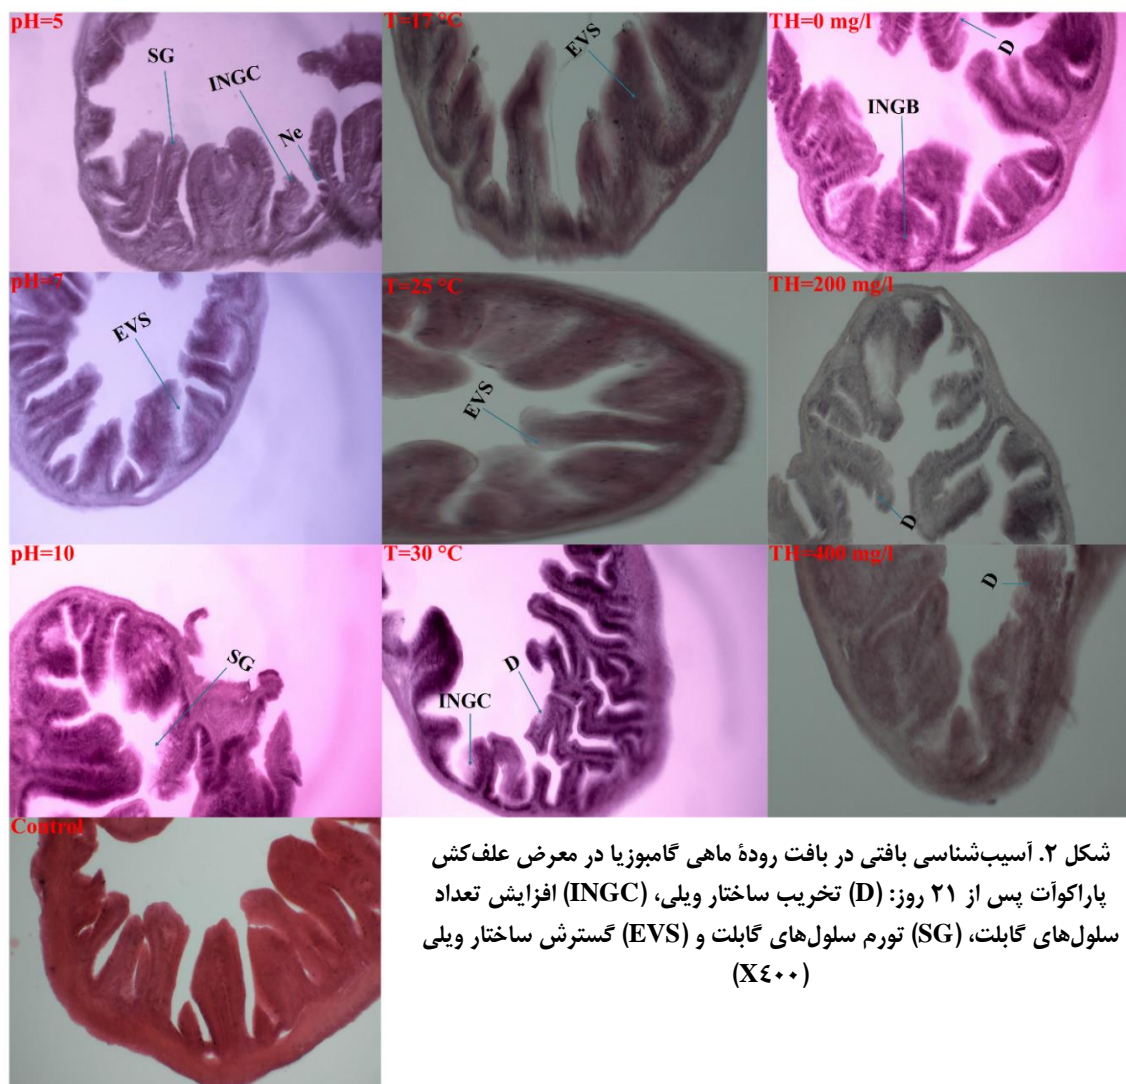 pH=5
SG
INGC
Ne
T=17 °C
EVS
TH=0 mg/l
D
INGB
pH=7
EVS
T=25 °C
EVS
TH=200 mg/l
D
pH=10
SG
T=30 °C
D
INGC
TH=400 mg/l
D
Control
شکل ۲. آسیب‌شناسی بافتی در بافت رودهٔ ماهی گامبوزیا در معرض علف‌کش
پاراکوآت پس از ۲۱ روز: (D) تخریب ساختار ویلی، (INGC) افزایش تعداد
سلول‌های گابلت، (SG) تورم سلول‌های گابلت و (EVS) گسترش ساختار ویلی
(X٤٠٠)